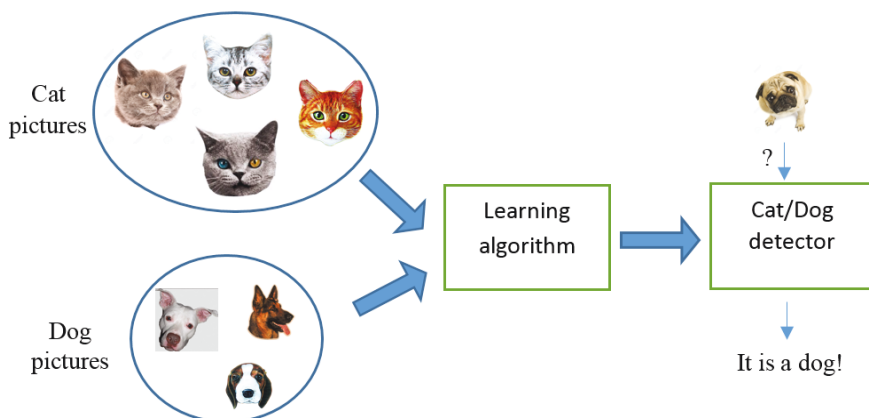 Cat
pictures
Learning
algorithm
?
Cat/Dog
detector
Dog
pictures
It is a dog!